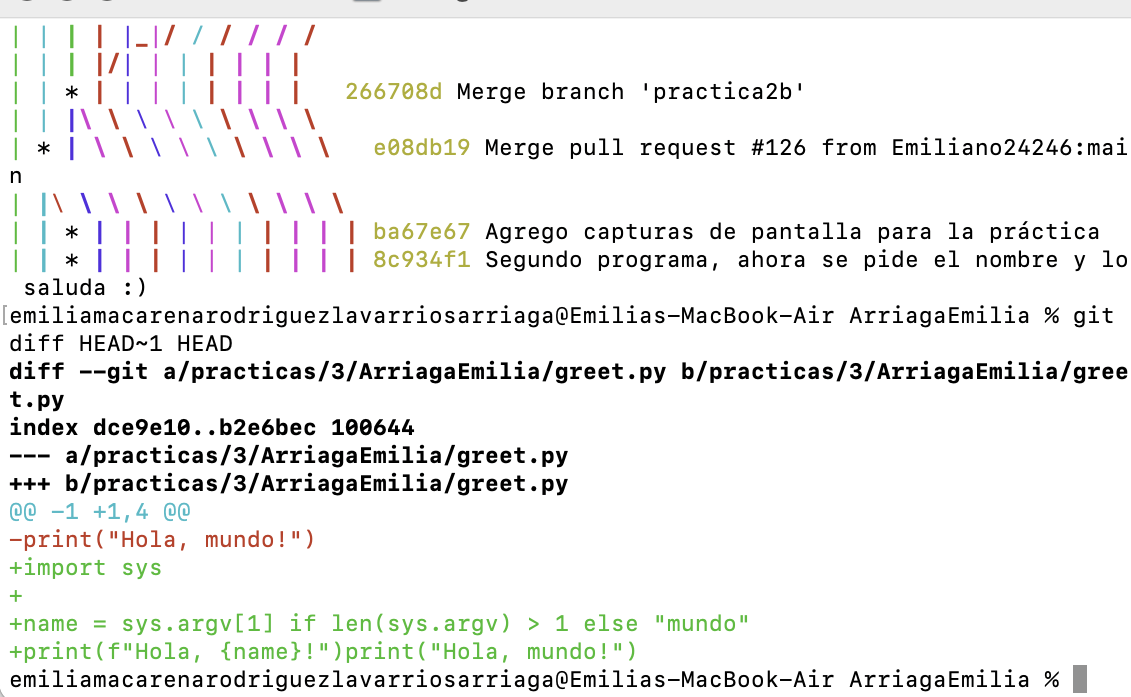 | | | | |_|/ / / / / /
| | | |/| | | | | | |
| | * | | | | | | | |   266708d Merge branch 'practica2b'
| | |\ \ \ \ \ \ \ \ \
| * | \ \ \ \ \ \ \ \ \   e08db19 Merge pull request #126 from Emiliano24246:mai
n
| |\ \ \ \ \ \ \ \ \ \ \
| | * | | | | | | | | | | ba67e67 Agrego capturas de pantalla para la práctica
| | * | | | | | | | | | | 8c934f1 Segundo programa, ahora se pide el nombre y lo
 saluda :)
[emiliamacarenarodriguezlavarriosarriaga@Emilias-MacBook-Air ArriagaEmilia % git
diff HEAD~1 HEAD
diff --git a/practicas/3/ArriagaEmilia/greet.py b/practicas/3/ArriagaEmilia/gree
t.py
index dce9e10..b2e6bec 100644
--- a/practicas/3/ArriagaEmilia/greet.py
+++ b/practicas/3/ArriagaEmilia/greet.py
@@ -1 +1,4 @@
-print("Hola, mundo!")
+import sys
+
+name = sys.argv[1] if len(sys.argv) > 1 else "mundo"
+print(f"Hola, {name}!")print("Hola, mundo!")
emiliamacarenarodriguezlavarriosarriaga@Emilias-MacBook-Air ArriagaEmilia %